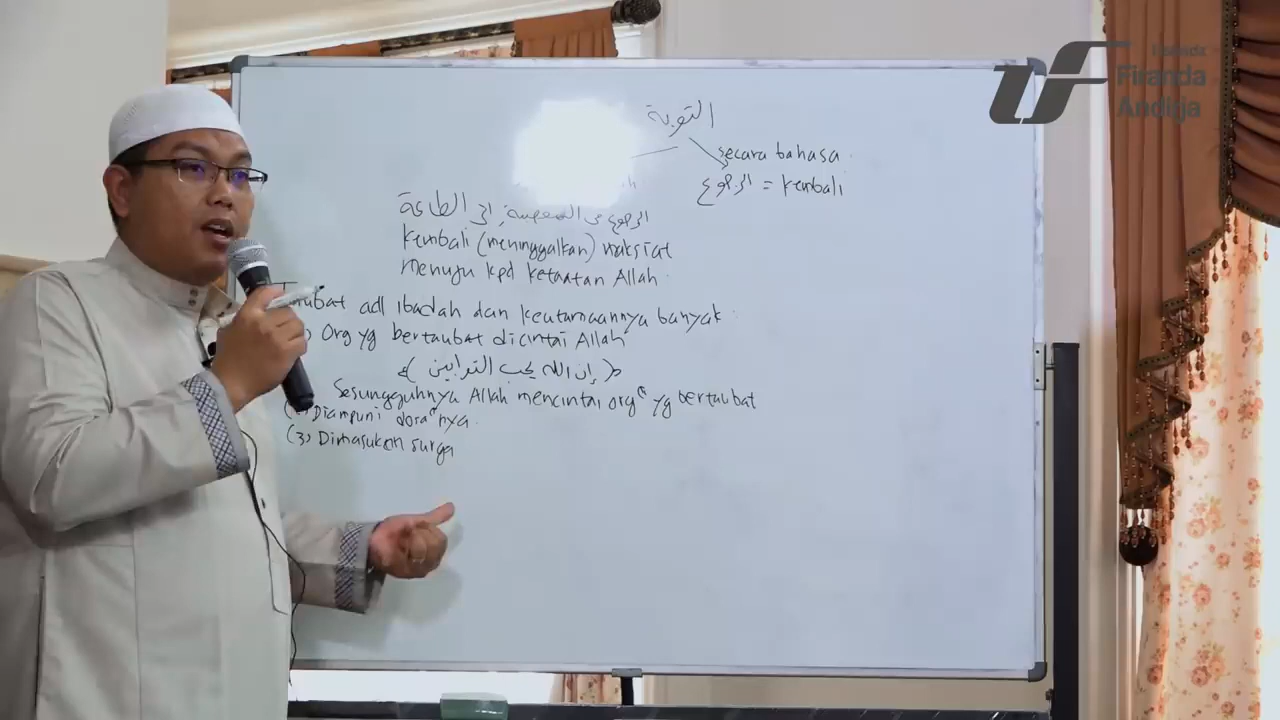 Firanda
Firanda
Andirja
التوبة
secara bahasa
الرجوع = kembali
الرجوع من المعصية إلى الطاعة
kembali (meninggalkan) maksiat
menuju kpd ketaatan Allah
Taubat adl Ibadah dan keutamaannya banyak :
Org yg bertaubat dicintai Allah
﴿ إن الله يحب التوابين ﴾
Sesungguhnya Allah mencintai org² yg bertaubat
Diampuni dosa²nya
(3) Dimasukan surga